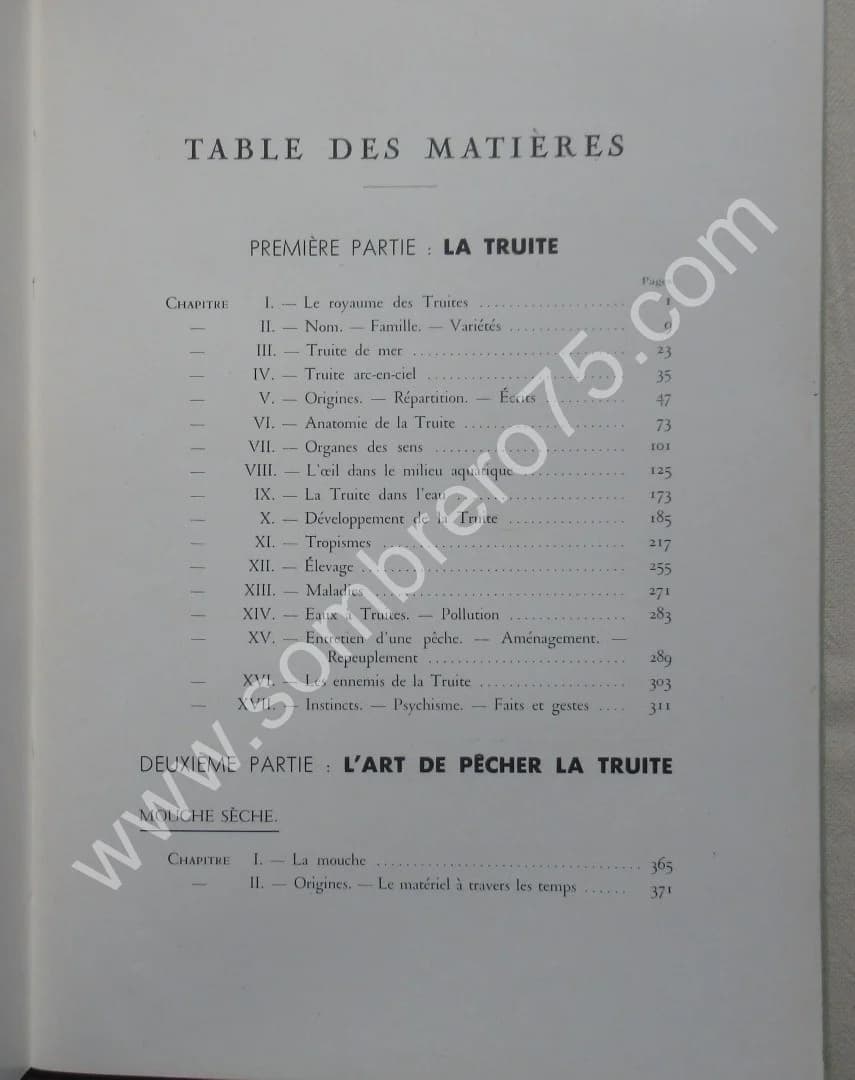 TABLE DES MATIÈRES
PREMIÈRE PARTIE : LA TRUITE
Pages
CHAPITRE I. — Le royaume des Truites .................... 1
— II. — Nom. — Famille. — Variétés ................
— III. — Truite de mer ............................. 23
— IV. — Truite arc-en-ciel ........................... 35
— V. — Origines. — Répartition. — Écrits ........... 47
— VI. — Anatomie de la Truite ...................... 73
— VII. — Organes des sens .......................... 101
— VIII. — L'œil dans le milieu aquatique .............. 125
— IX. — La Truite dans l'eau ....................... 173
— X. — Développement de la Truite ................ 185
— XI. — Tropismes ................................. 217
— XII. — Élevage .................................... 255
— XIII. — Maladies .................................. 271
— XIV. — Eaux à Truites. — Pollution ................ 283
— XV. — Entretien d'une pêche. — Aménagement. —
Repeuplement ........................... 289
— XVI. — Les ennemis de la Truite .................... 303
— XVII. — Instincts. — Psychisme. — Faits et gestes .... 311
DEUXIÈME PARTIE : L'ART DE PÊCHER LA TRUITE
MOUCHE SÈCHE.
CHAPITRE I. — La mouche .................................... 365
— II. — Origines. — Le matériel à travers les temps ...... 371
www.sombrero75.com